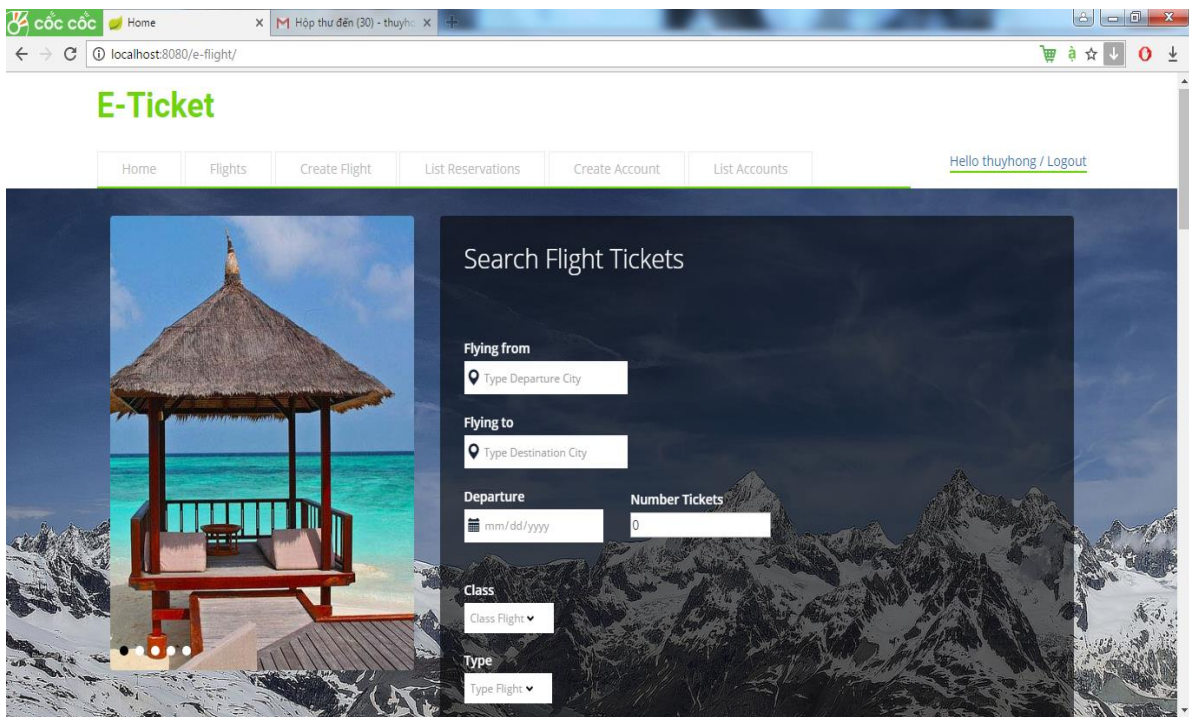 cốc cốc
Home
Hộp thư đến (30) - thuyhc
localhost:8080/e-flight/
E-Ticket
Home
Flights
Create Flight
List Reservations
Create Account
List Accounts
Hello thuyhong / Logout
Search Flight Tickets
Flying from
Type Departure City
Flying to
Type Destination City
Departure
Number Tickets
mm/dd/yyyy
0
Class
Class Flight
Type
Type Flight